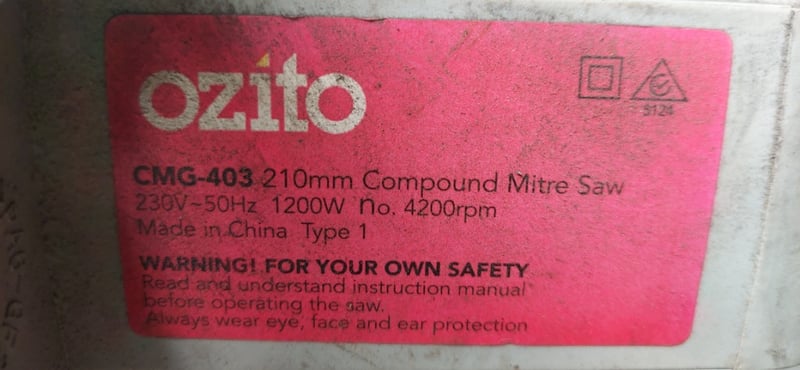 ozito
S124
CMG-403 210mm Compound Mitre Saw
230V~50Hz 1200W no. 4200rpm
Made in China Type 1
WARNING! FOR YOUR OWN SAFETY
Read and understand instruction manual
before operating the saw.
Always wear eye, face and ear protection